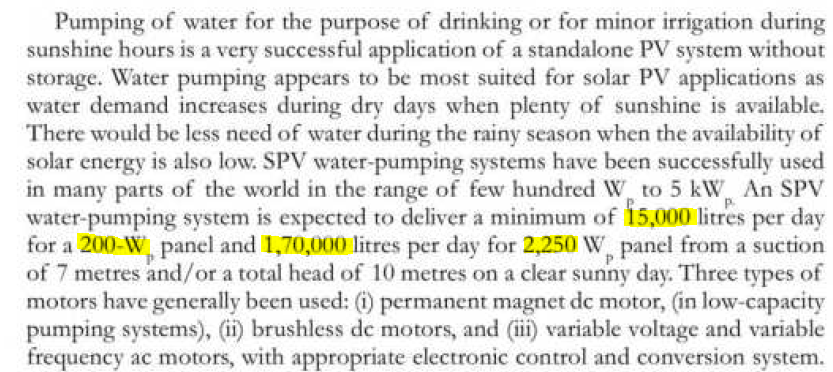 Pumping of water for the purpose of drinking or for minor irrigation during
sunshine hours is a very successful application of a standalone PV system without
storage. Water pumping appears to be most suited for solar PV applications as
water demand increases during dry days when plenty of sunshine is available.
There would be less need of water during the rainy season when the availability of
solar energy is also low. SPV water-pumping systems have been successfully used
in many parts of the world in the range of few hundred Wp to 5 kWp. An SPV
water-pumping system is expected to deliver a minimum of 15,000 litres per day
for a 200-Wp panel and 1,70,000 litres per day for 2,250 Wp panel from a suction
of 7 metres and/or a total head of 10 metres on a clear sunny day. Three types of
motors have generally been used: (i) permanent magnet dc motor, (in low-capacity
pumping systems), (ii) brushless dc motors, and (iii) variable voltage and variable
frequency ac motors, with appropriate electronic control and conversion system.